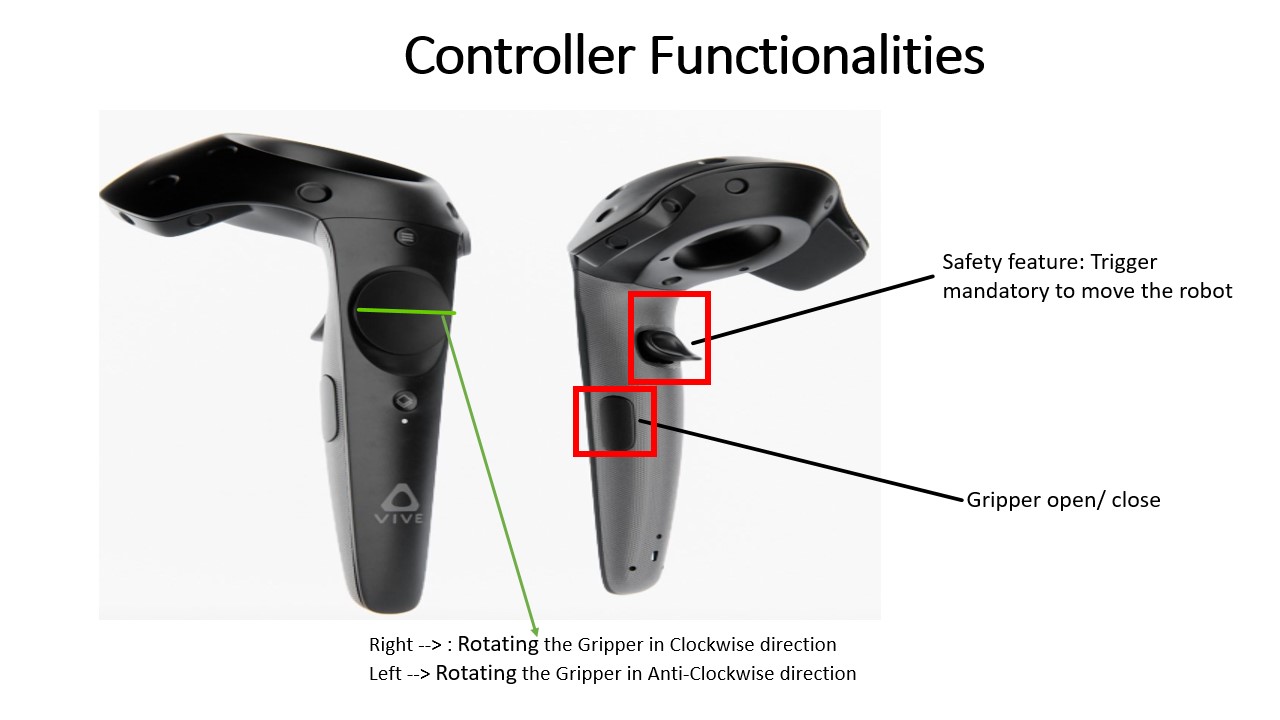 Controller Functionalities
Safety feature: Trigger
mandatory to move the robot
VIVE
Gripper open/ close
Right --> : Rotating the Gripper in Clockwise direction
Left --> Rotating the Gripper in Anti-Clockwise direction